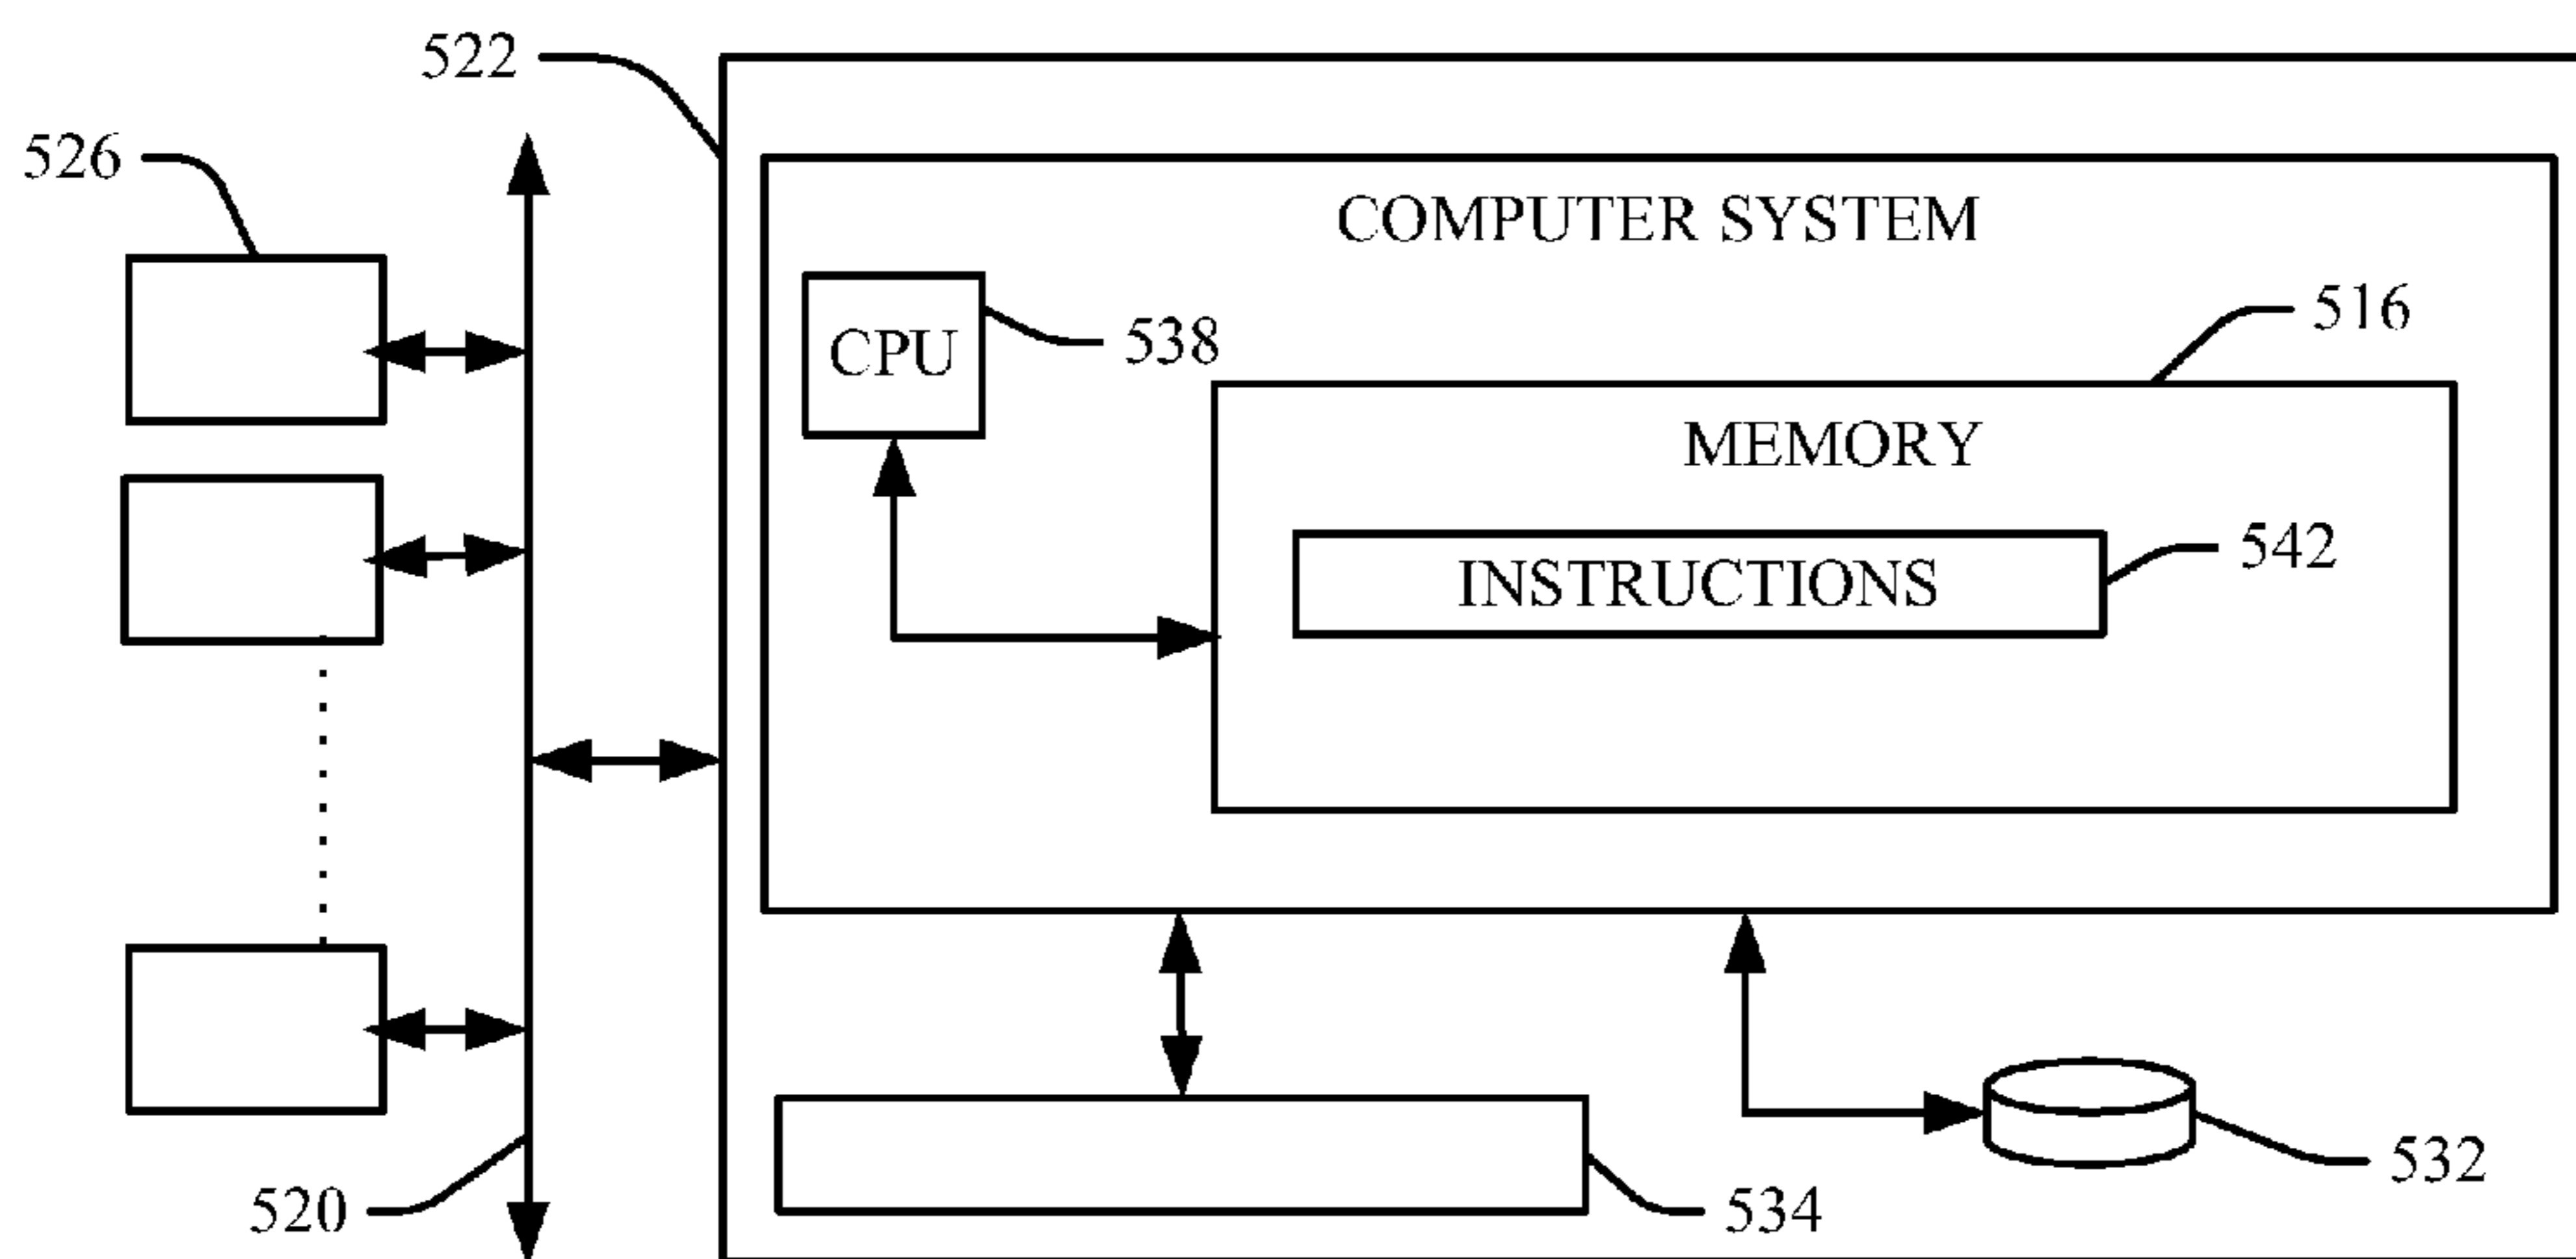 522
526
COMPUTER SYSTEM
516
CPU
538
MEMORY
542
INSTRUCTIONS
532
520
534